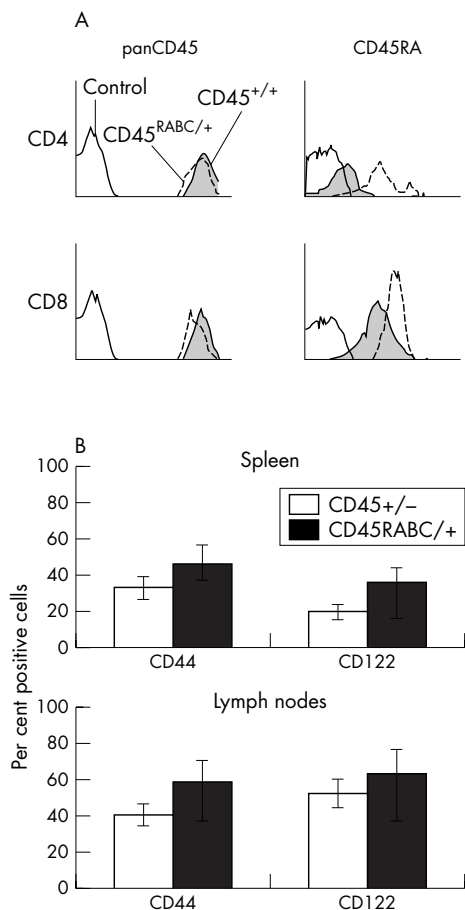 A
panCD45
CD45RA
Control
CD45+/+
CD4
CD45RABC/+
CD8
B
Spleen
100
80
60
40
20
0
CD45+/–
CD45RABC/+
CD44
CD122
Per cent positive cells
Lymph nodes
100
80
60
40
20
0
CD44
CD122